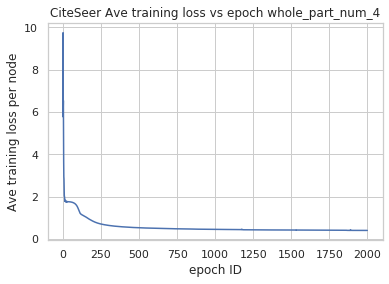 CiteSeer Ave training loss vs epoch whole_part_num_4
Ave training loss per node
10
8
6
4
2
0
0 250 500 750 1000 1250 1500 1750 2000
epoch ID